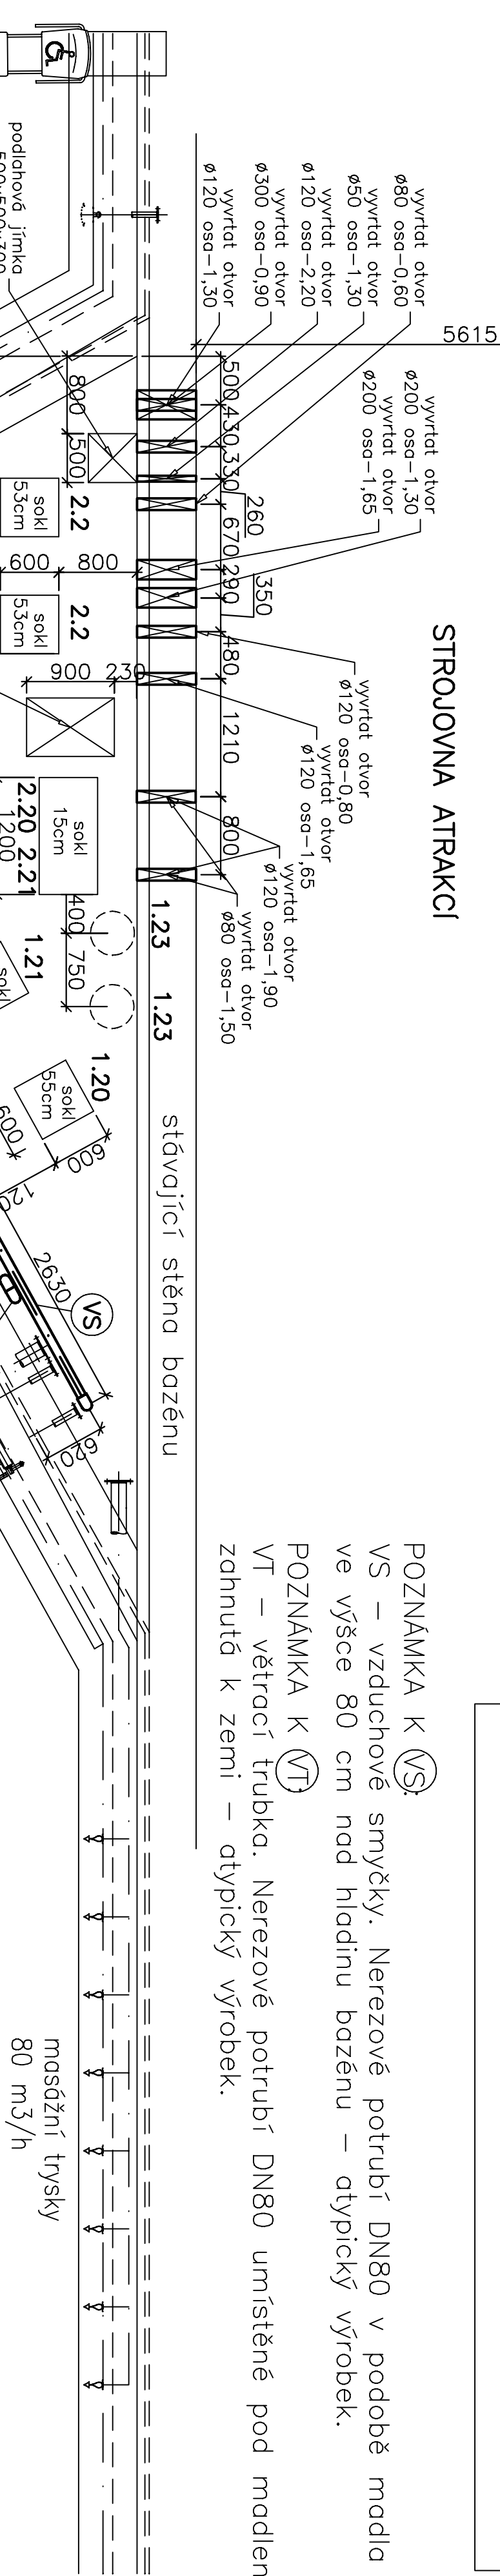 podlahová jímka
500x500x300
vyvrtat otvor
ø120 osa-1,30
vyvrtat otvor
ø300 osa-0,90
vyvrtat otvor
ø120 osa-2,20
vyvrtat otvor
ø50 osa-1,30
vyvrtat otvor
ø80 osa-0,60
5615
vyvrtat otvor
ø200 osa-1,30
vyvrtat otvor
ø200 osa-1,65
500
430
330
260
670
290
350
480
1210
800
800
500
2.2
sokl
53cm
600
800
2.2
sokl
53cm
900
230
STROJOVNA ATRAKCÍ
vyvrtat otvor
ø120 osa-0,80
vyvrtat otvor
ø120 osa-1,65
vyvrtat otvor
ø120 osa-1,90
vyvrtat otvor
ø80 osa-1,50
sokl
15cm
2.20 2.21
1200
400
750
1.23
1.23
1.21
sokl
1.20
sokl
55cm
600
600
120
2630
VS
620
stávající stěna bazénu
POZNÁMKA K VS:
VS – vzduchové smyčky. Nerezové potrubí DN80 v podobě madla
ve výšce 80 cm nad hladinu bazénu – atypický výrobek.
POZNÁMKA K VT:
VT – větrací trubka. Nerezové potrubí DN80 umístěné pod madlem
zahnutá k zemi – atypický výrobek.
masážní trysky
80 m3/h